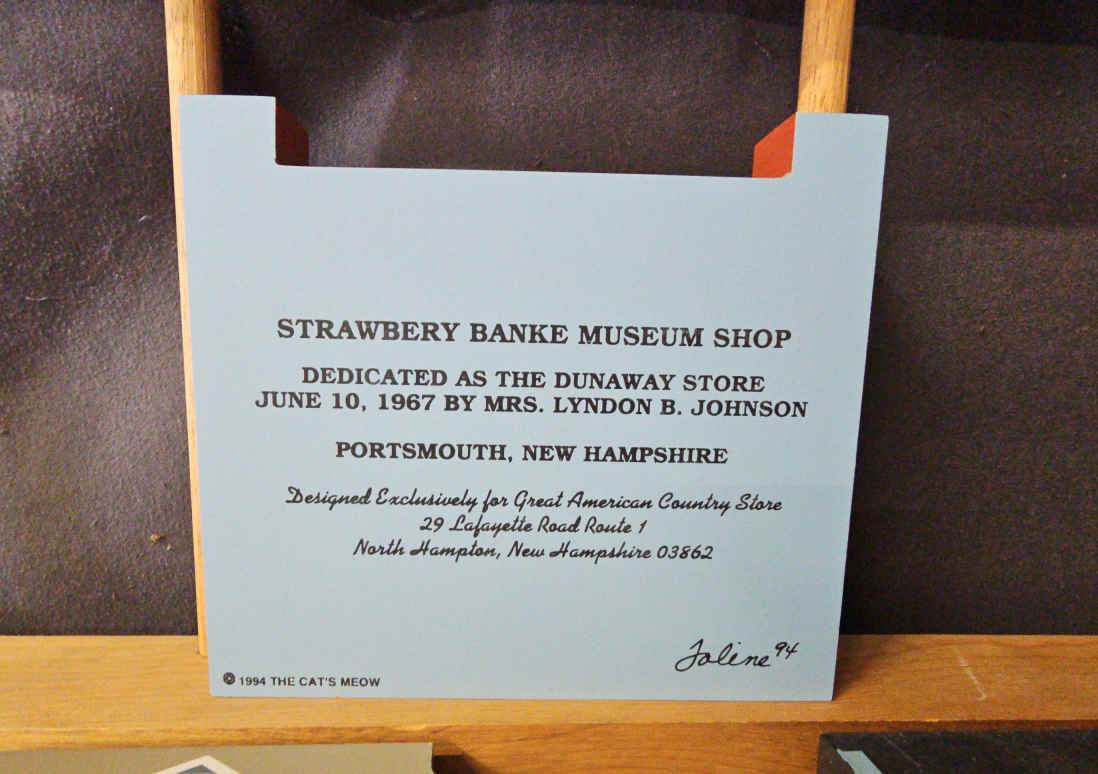 STRAWBERY BANKE MUSEUM SHOP
DEDICATED AS THE DUNAWAY STORE
JUNE 10, 1967 BY MRS. LYNDON B. JOHNSON
PORTSMOUTH, NEW HAMPSHIRE
Designed Exclusively for Great American Country Store
29 Lafayette Road Route 1
North Hampton, New Hampshire 03862
Faline 94
© 1994 THE CAT'S MEOW